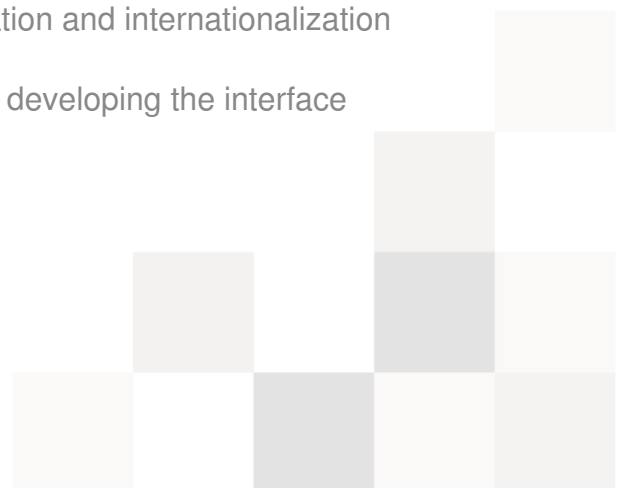 tion and internationalization
developing the interface